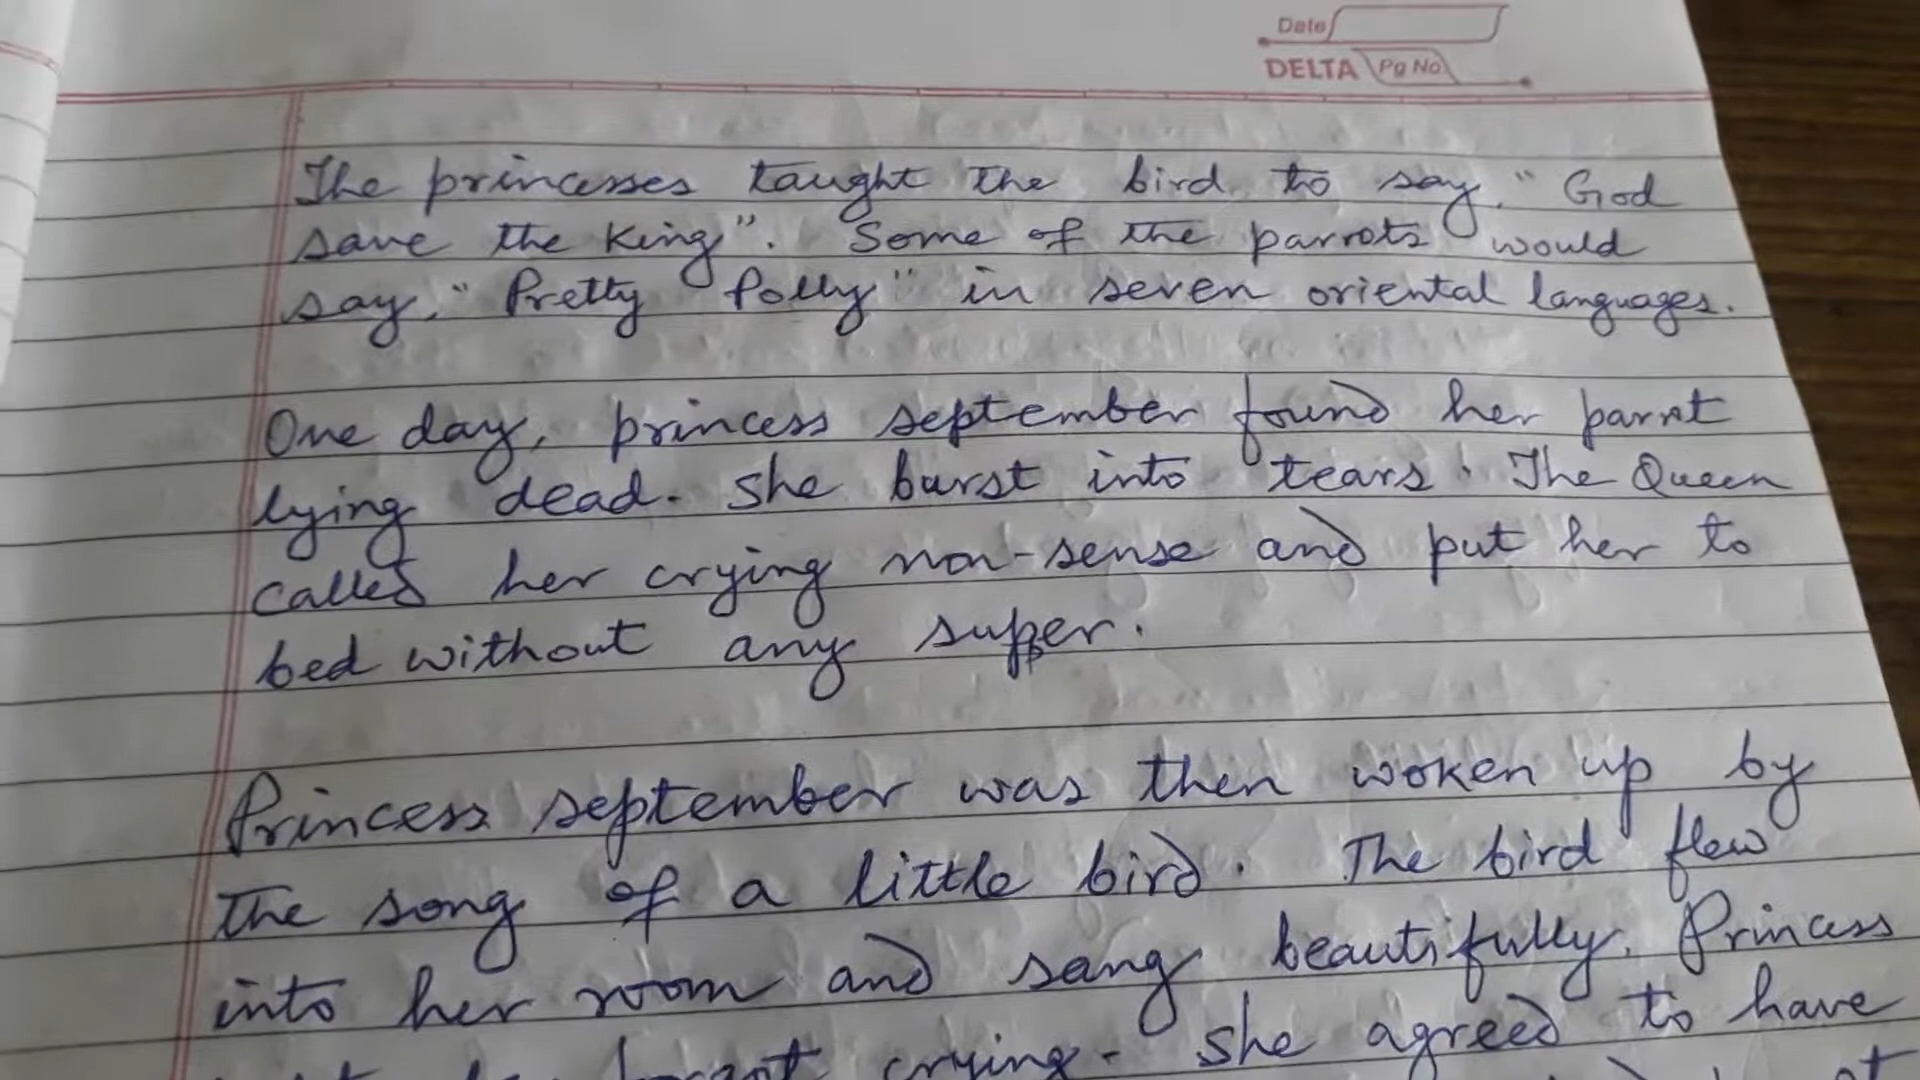 Date
DELTA Pg No
The princesses taught the bird, to say, "God
save the King". Some of the parrots would
say, "Pretty Polly" in seven oriental languages.
One day, princess september found her parrot
lying dead. She burst into tears. The Queen
called her crying non-sense and put her to
bed without any supper.
Princess september was then woken up by
the song of a little bird. The bird flew
into her room and sang beautifully. Princess
crying. She agreed to have